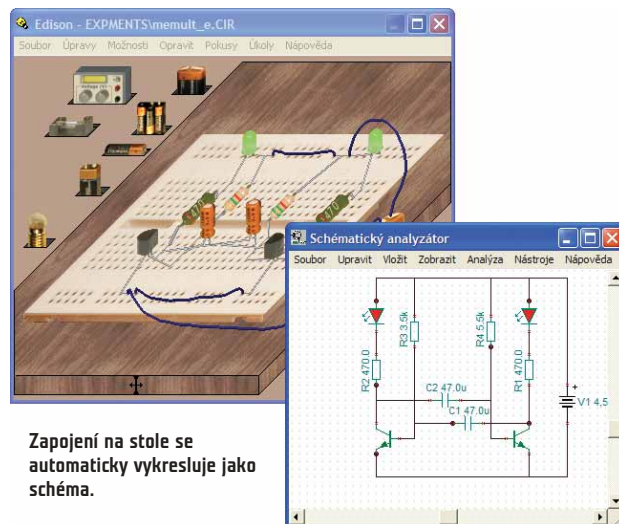 Edison - EXPMENTS\memult_e.CIR
Soubor Úpravy Možnosti Opravit Pokusy Úkoly Nápověda
470
470
Schématický analyzátor
Soubor Upravit Vložit Zobrazit Analýza Nástroje Nápověda
R3 3.5k
R4 5.5k
R2 470.0
R1 470.0
C2 47.0u
C1 47.0u
+
V1 4,5
Zapojení na stole se
automaticky vykresluje jako
schéma.